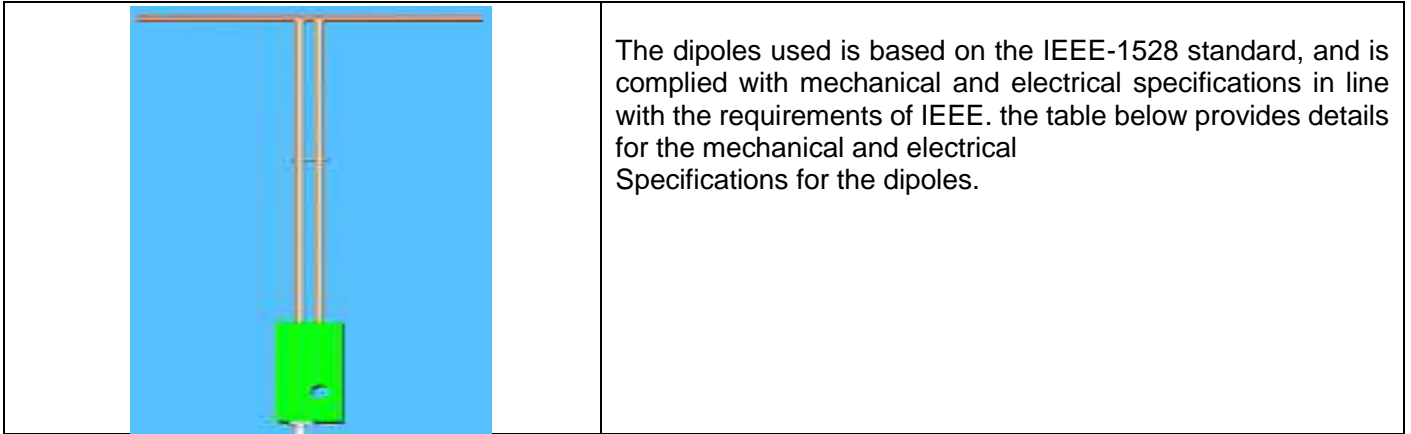 The dipoles used is based on the IEEE-1528 standard, and is
complied with mechanical and electrical specifications in line
with the requirements of IEEE. the table below provides details
for the mechanical and electrical
Specifications for the dipoles.